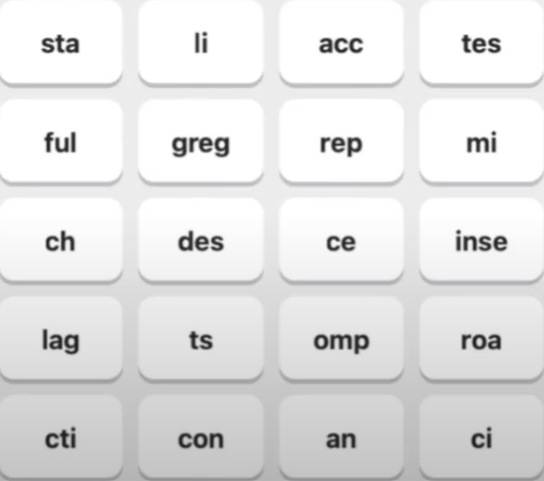 sta li acc tes
ful greg rep mi
ch des ce inse
lag ts omp roa
cti con an ci